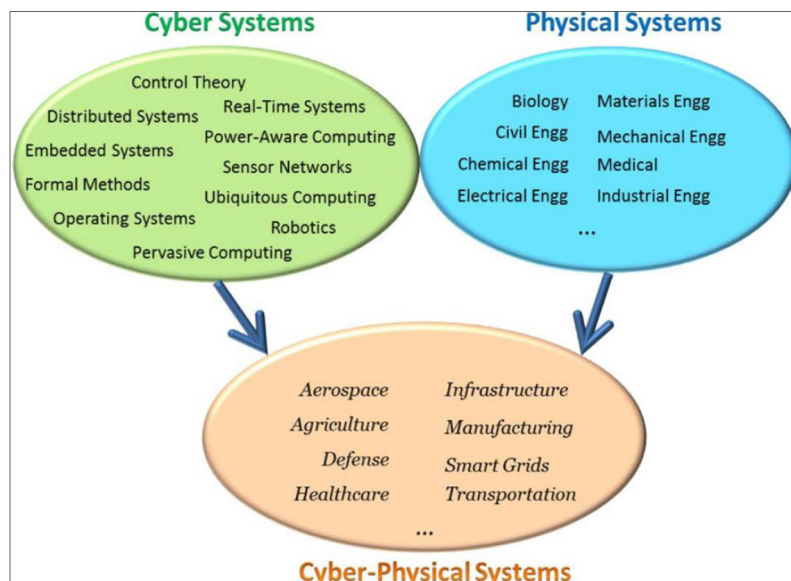 Cyber Systems
Control Theory
Distributed Systems
Real-Time Systems
Embedded Systems
Power-Aware Computing
Sensor Networks
Formal Methods
Ubiquitous Computing
Operating Systems
Robotics
Pervasive Computing
Physical Systems
Biology Materials Engg
Civil Engg Mechanical Engg
Chemical Engg Medical
Electrical Engg Industrial Engg
...
Aerospace Infrastructure
Agriculture Manufacturing
Defense Smart Grids
Healthcare Transportation
...
Cyber-Physical Systems